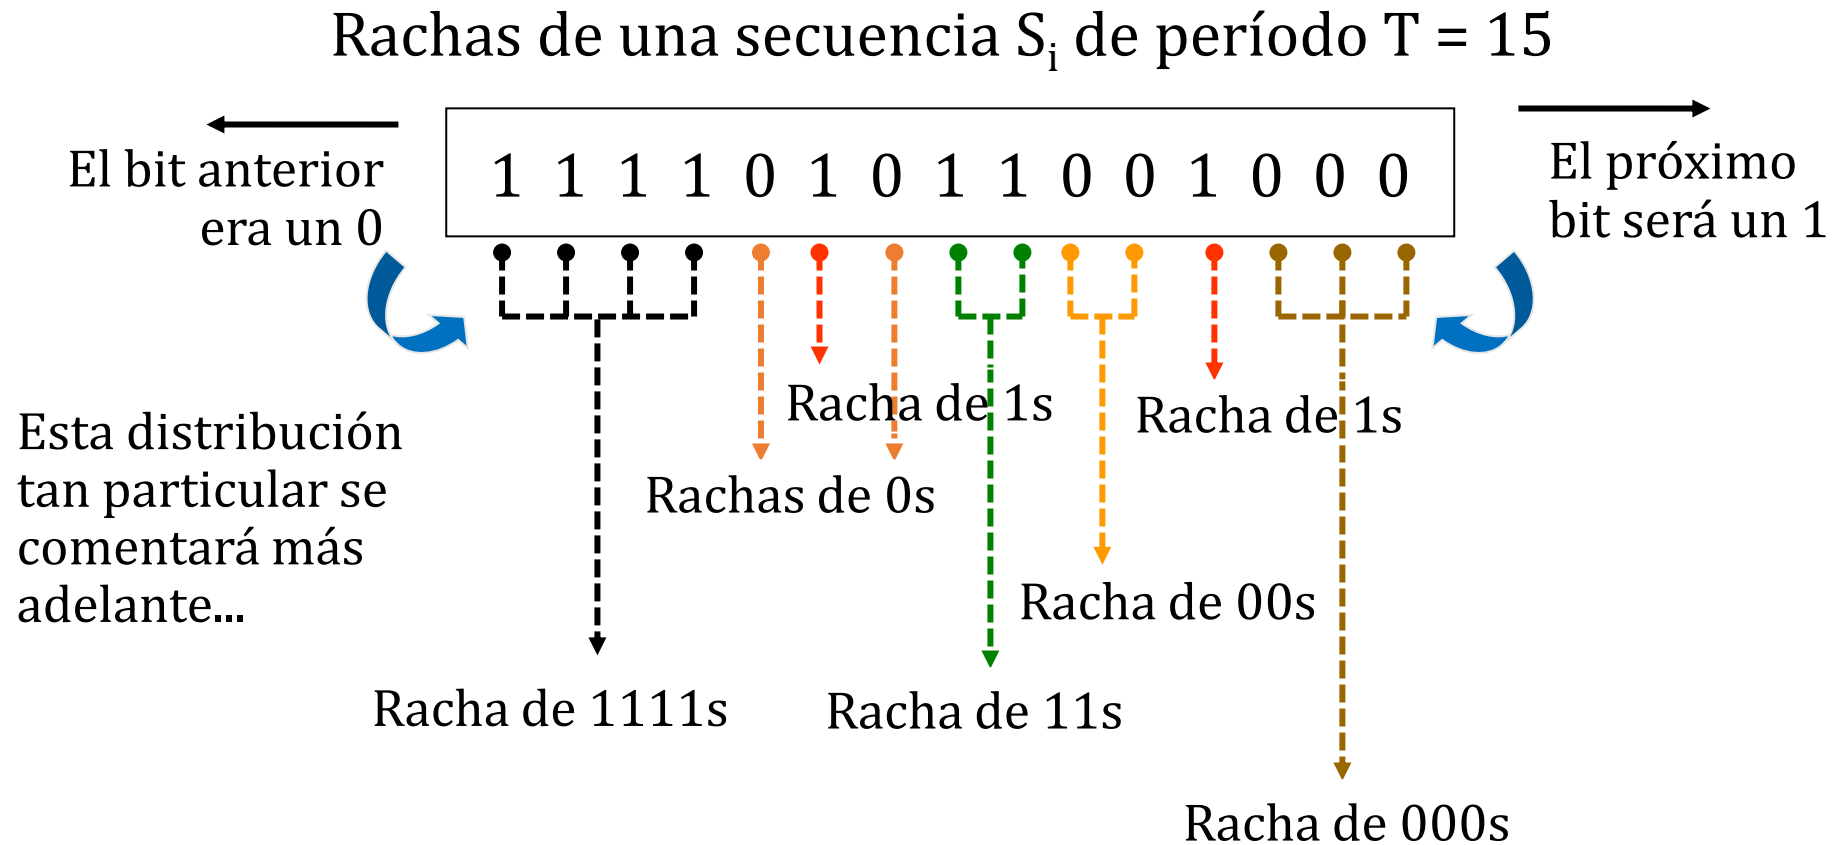 Rachas de una secuencia Si de período T = 15
El bit anterior
era un 0
1 1 1 1 0 1 0 1 1 0 0 1 0 0 0
El próximo
bit será un 1
Racha de 1s
Racha de 1s
Esta distribución
tan particular se
comentará más
adelante...
Rachas de 0s
Racha de 00s
Racha de 1111s
Racha de 11s
Racha de 000s